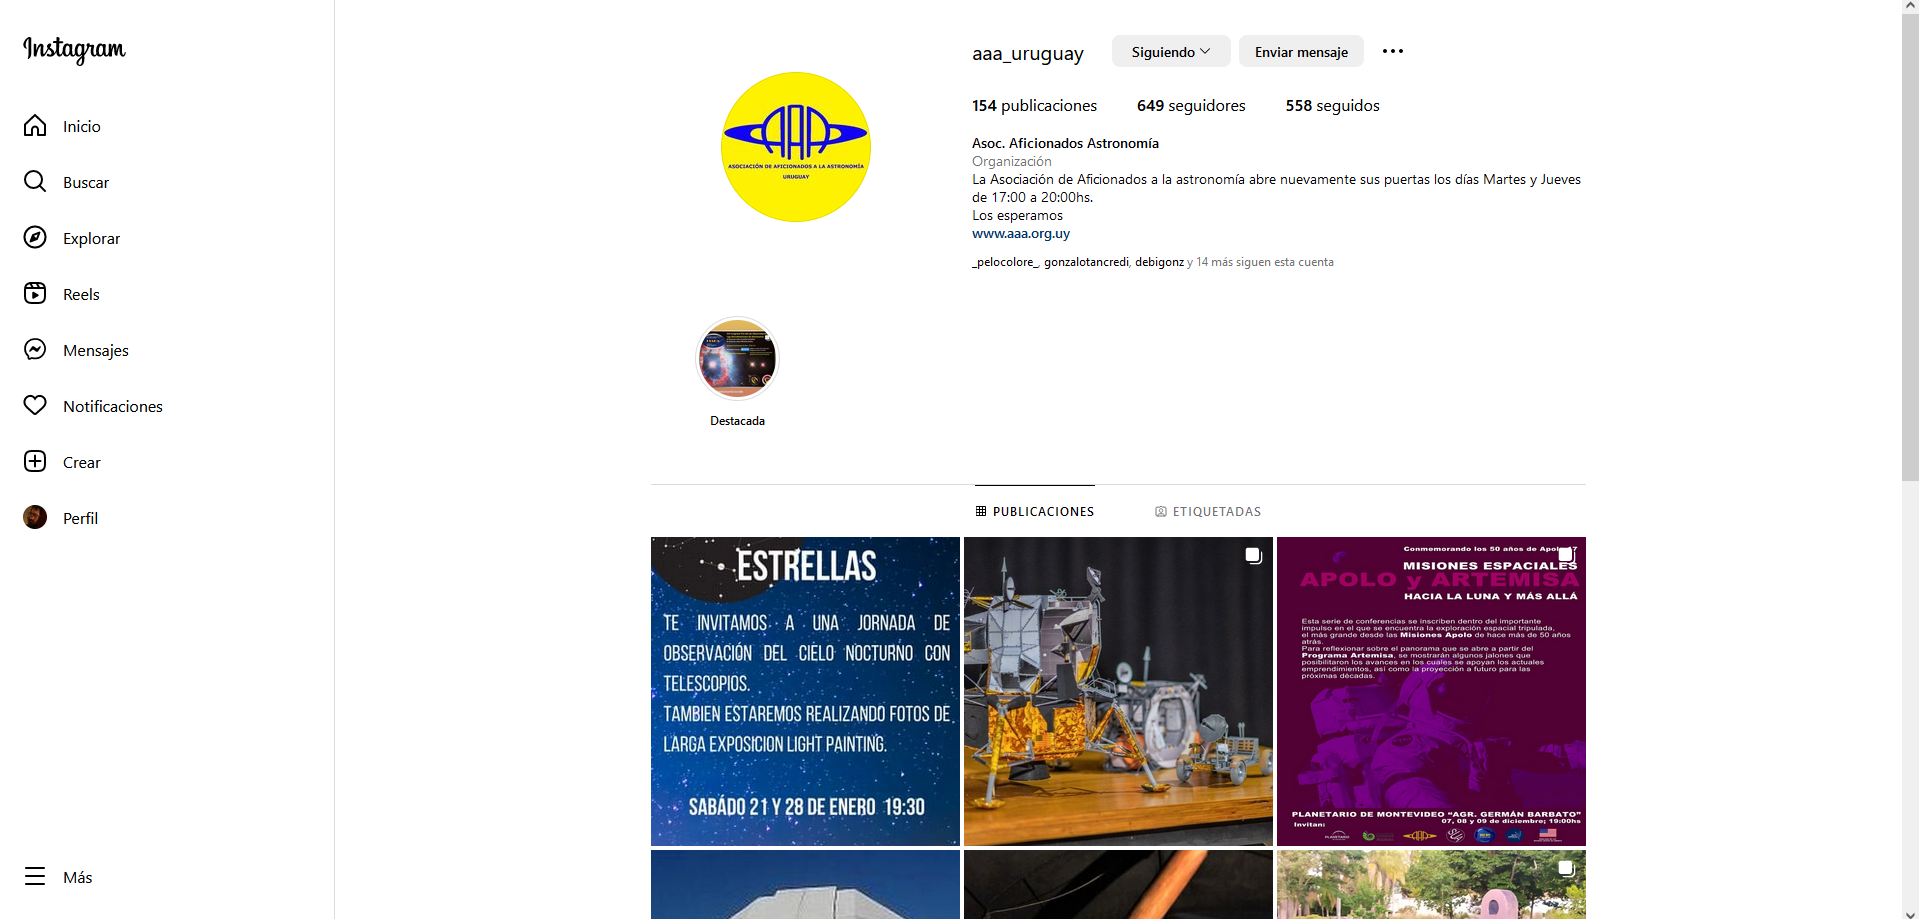 Instagram
Inicio
Buscar
Explorar
Reels
Mensajes
Notificaciones
Crear
Perfil
Más
aaa_uruguay
Siguiendo
Enviar mensaje
154 publicaciones
649 seguidores
558 seguidos
Asoc. Aficionados Astronomía
Organización
La Asociación de Aficionados a la astronomía abre nuevamente sus puertas los días Martes y Jueves
de 17:00 a 20:00hs.
Los esperamos
www.aaa.org.uy
_pelocolore_, gonzalotancredi, debigonz y 14 más siguen esta cuenta
AAA
ASOCIACIÓN DE AFICIONADOS A LA ASTRONOMÍA
URUGUAY
Destacada
PUBLICACIONES
ETIQUETADAS
ESTRELLAS
TE INVITAMOS A UNA JORNADA DE
OBSERVACIÓN DEL CIELO NOCTURNO CON
TELESCOPIOS.
TAMBIEN ESTAREMOS REALIZANDO FOTOS DE
LARGA EXPOSICION LIGHT PAINTING.
SABÁDO 21 Y 28 DE ENERO 19:30
Conmemorando los 50 años de Apolo 17
MISIONES ESPACIALES
APOLO y ARTEMISA
HACIA LA LUNA Y MÁS ALLÁ
Esta serie de conferencias se inscriben dentro del importante
impulso en el que se encuentra la exploración espacial tripulada,
el más grande desde las Misiones Apolo de hace más de 50 años
atrás.
Para reflexionar sobre el panorama que se abre a partir del
Programa Artemisa, se mostrarán algunos jalones que
posibilitaron los avances en los cuales se apoyan los actuales
emprendimientos, así como la proyección a futuro para las
próximas décadas.
PLANETARIO DE MONTEVIDEO "AGR. GERMÁN BARBATO"
07, 08 y 09 de diciembre; 19:00hs
Invitan: